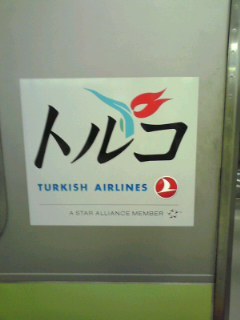 トルコ
TURKISH AIRLINES
A STAR ALLIANCE MEMBER